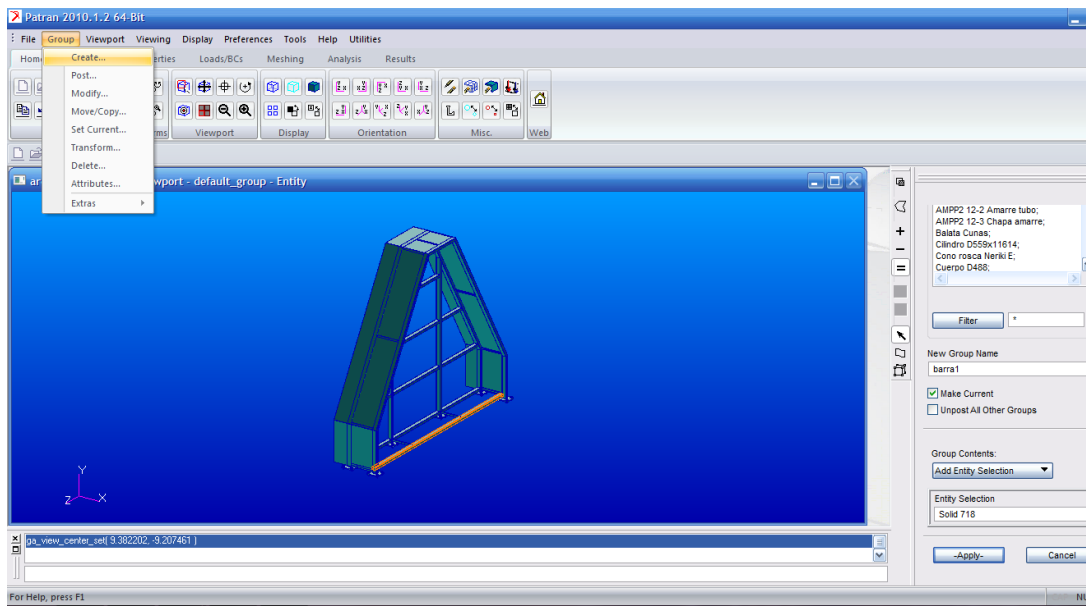 Patran 2010.1.2 64-Bit
File Group Viewport Viewing Display Preferences Tools Help Utilities
Loads/BCs Meshing Analysis Results
Create...
Post...
Modify...
Move/Copy...
Set Current...
Transform...
Delete...
Attributes...
Extras
Viewport Display Orientation Misc. Web
default_group - Entity
AMPP2 12-2 Amarre tubo;
AMPP2 12-3 Chapa amarre;
Balata Cunas;
Cilindro D559x11614;
Cono rosca Neriki E;
Cuerpo D488;
Filter *
New Group Name
barra1
Make Current
Unpost All Other Groups
Group Contents:
Add Entity Selection
Entity Selection
Solid 718
-Apply- Cancel
Y
Z X
ga_view_center_set( 9.382202, -9.207461 )
For Help, press F1